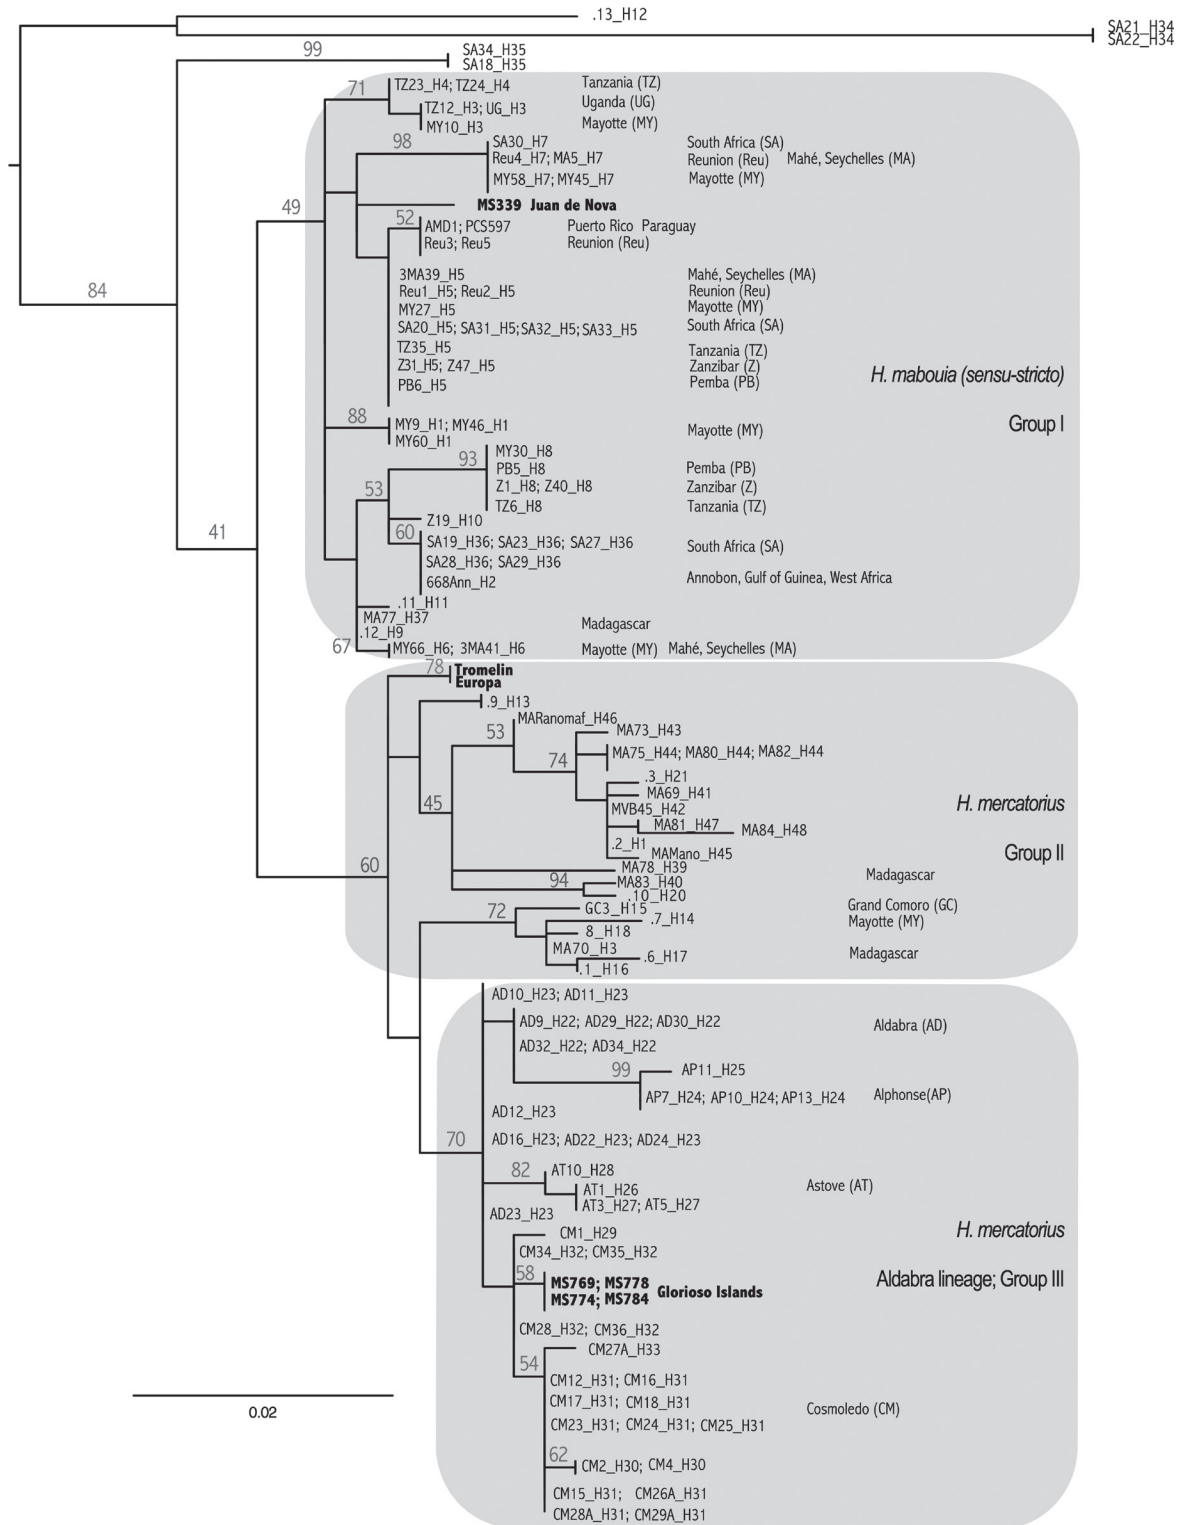 .13_H12
SA21_H34
SA22_H34
99 SA34_H35
SA18_H35
71 TZ23_H4; TZ24_H4 Tanzania (TZ)
TZ12_H3; UG_H3 Uganda (UG)
MY10_H3 Mayotte (MY)
98 SA30_H7 South Africa (SA)
Reu4_H7; MA5_H7 Reunion (Reu) Mahé, Seychelles (MA)
MY58_H7; MY45_H7 Mayotte (MY)
49 MS339 Juan de Nova
52 AMD1; PCS597 Puerto Rico Paraguay
Reu3; Reu5 Reunion (Reu)
3MA39_H5 Mahé, Seychelles (MA)
84 Reu1_H5; Reu2_H5 Reunion (Reu)
MY27_H5 Mayotte (MY)
SA20_H5; SA31_H5; SA32_H5; SA33_H5 South Africa (SA)
TZ35_H5 Tanzania (TZ)
Z31_H5; Z47_H5 Zanzibar (Z)
PB6_H5 Pemba (PB)
H. mabouia (sensu-stricto)
Group I
88 MY9_H1; MY46_H1 Mayotte (MY)
MY60_H1
93 MY30_H8
PB5_H8 Pemba (PB)
53 Z1_H8; Z40_H8 Zanzibar (Z)
TZ6_H8 Tanzania (TZ)
Z19_H10
41 60 SA19_H36; SA23_H36; SA27_H36 South Africa (SA)
SA28_H36; SA29_H36
668Ann_H2 Annobon, Gulf of Guinea, West Africa
.11_H11
MA77_H37 Madagascar
.12_H9
67 MY66_H6; 3MA41_H6 Mayotte (MY) Mahé, Seychelles (MA)
78 Tromelin
Europa
.9_H13
MARanomaf_H46
53 MA73_H43
MA75_H44; MA80_H44; MA82_H44
74 .3_H21
MA69_H41
45 MVB45_H42 H. mercatorius
MA81_H47 MA84_H48
.2_H1
MAMano_H45 Group II
60 MA78_H39 Madagascar
94 MA83_H40
.10_H20
72 GC3_H15 Grand Comoro (GC)
.7_H14 Mayotte (MY)
8_H18
MA70_H3 Madagascar
.6_H17
.1_H16
AD10_H23; AD11_H23
AD9_H22; AD29_H22; AD30_H22 Aldabra (AD)
AD32_H22; AD34_H22
99 AP11_H25
AP7_H24; AP10_H24; AP13_H24 Alphonse(AP)
AD12_H23
70 AD16_H23; AD22_H23; AD24_H23
82 AT10_H28
AT1_H26 Astove (AT)
AT3_H27; AT5_H27
AD23_H23
CM1_H29 H. mercatorius
CM34_H32; CM35_H32
58 MS769; MS778 Glorioso Islands
MS774; MS784
Aldabra lineage; Group III
CM28_H32; CM36_H32
54 CM27A_H33
CM12_H31; CM16_H31
CM17_H31; CM18_H31
0.02 Cosmoledo (CM)
CM23_H31; CM24_H31; CM25_H31
62 CM2_H30; CM4_H30
CM15_H31; CM26A_H31
CM28A_H31; CM29A_H31